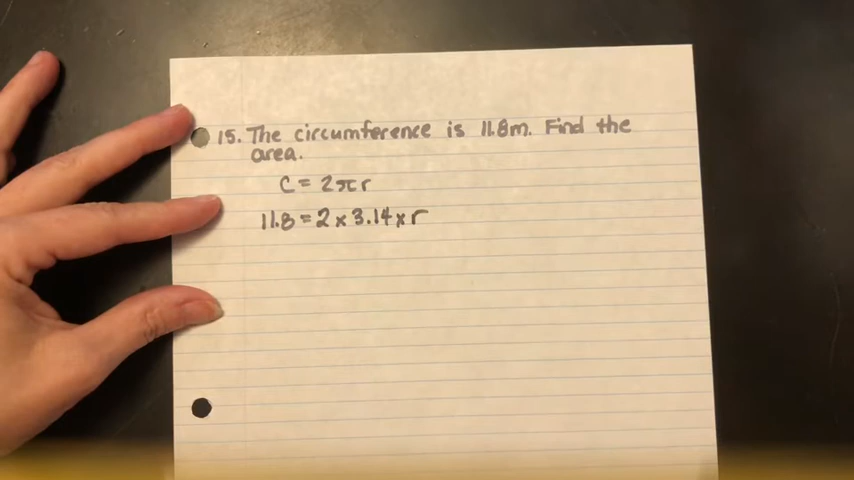 15. The circumference is 11.8m. Find the
area.
C = 2πr
11.8 = 2 x 3.14 x r